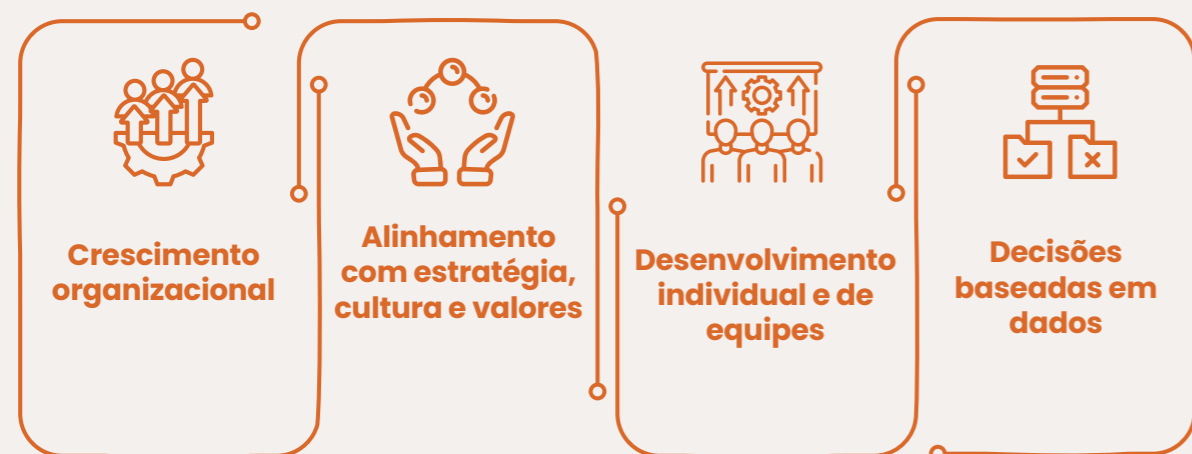 Crescimento
organizacional
Alinhamento
com estratégia,
cultura e valores
Desenvolvimento
individual e de
equipes
Decisões
baseadas em
dados